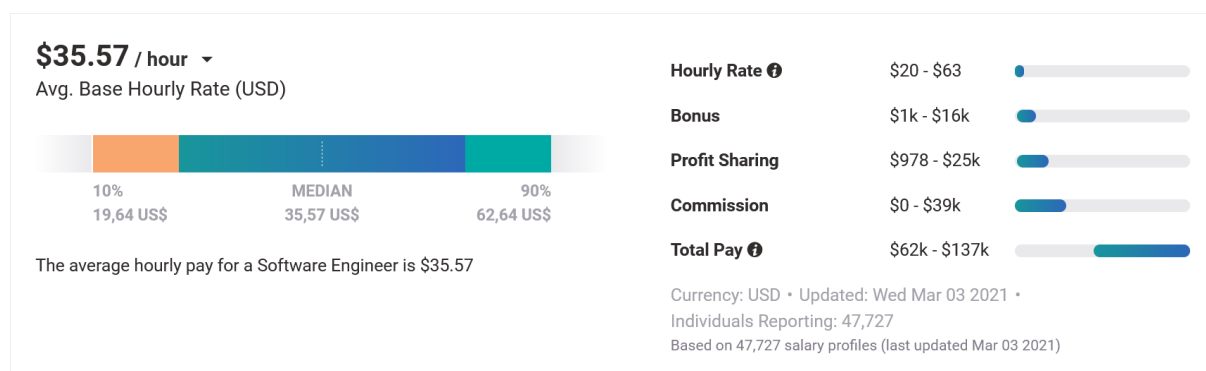 $35.57 / hour
Avg. Base Hourly Rate (USD)
10% MEDIAN 90%
19,64 US$ 35,57 US$ 62,64 US$
The average hourly pay for a Software Engineer is $35.57
Hourly Rate $20 - $63
Bonus $1k - $16k
Profit Sharing $978 - $25k
Commission $0 - $39k
Total Pay $62k - $137k
Currency: USD • Updated: Wed Mar 03 2021 •
Individuals Reporting: 47,727
Based on 47,727 salary profiles (last updated Mar 03 2021)